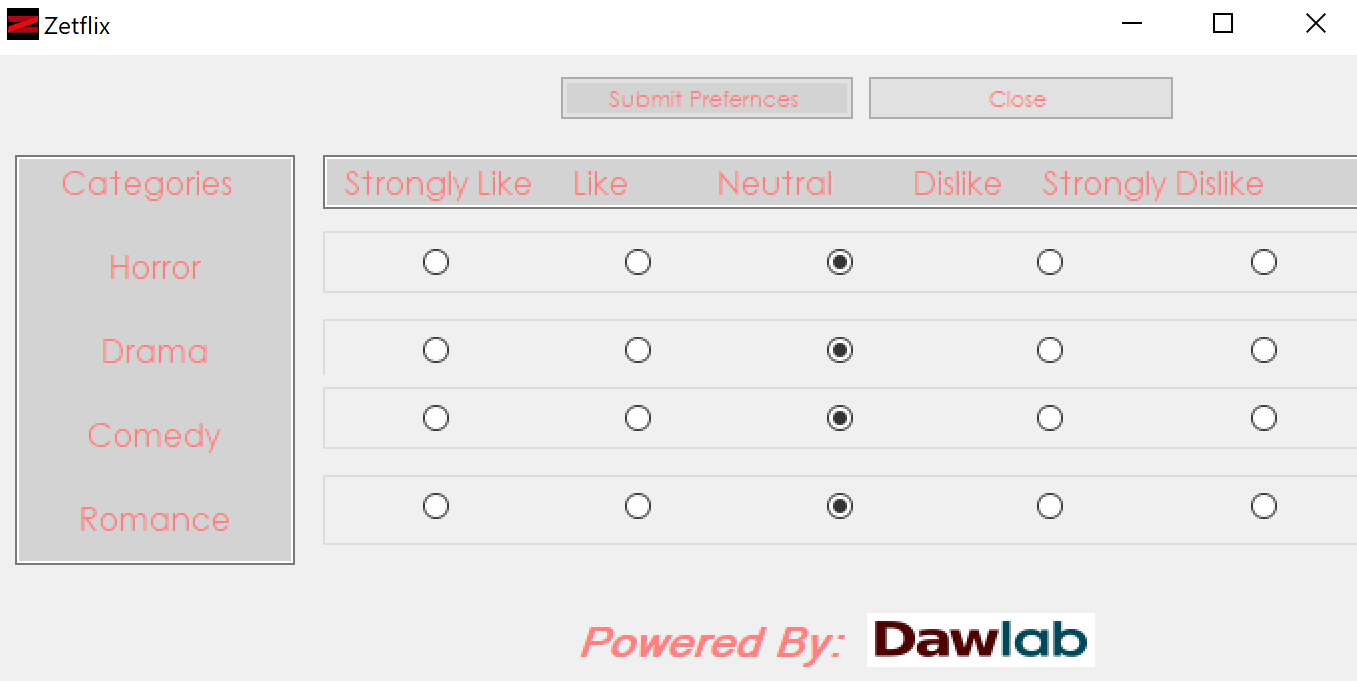 Zetflix
Submit Prefernces Close
Categories
Strongly Like Like Neutral Dislike Strongly Dislike
Horror
Drama
Comedy
Romance
Powered By: Dawlab